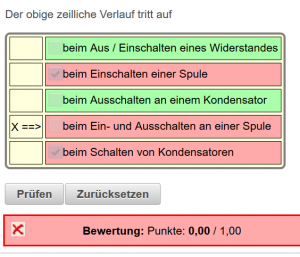 Der obige zeilliche Verlauf tritt auf
beim Aus / Einschalten eines Widerstandes
beim Einschalten einer Spule
beim Ausschalten an einem Kondensator
X ==> beim Ein- und Ausschalten an einer Spule
beim Schalten von Kondensatoren
Prüfen Zurücksetzen
Bewertung: Punkte: 0,00 / 1,00